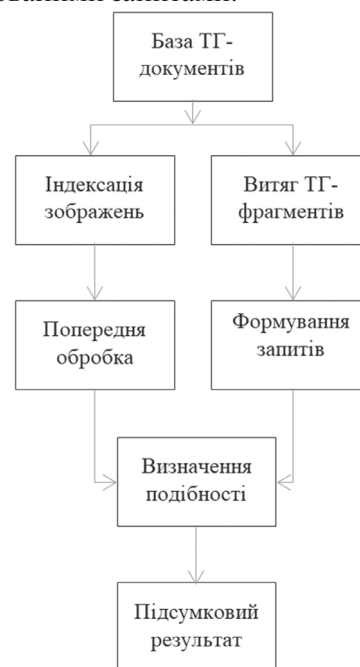 База ТГ-
документів
Індексація
зображень
Витяг ТГ-
фрагментів
Попередня
обробка
Формування
запитів
Визначення
подібності
Підсумковий
результат